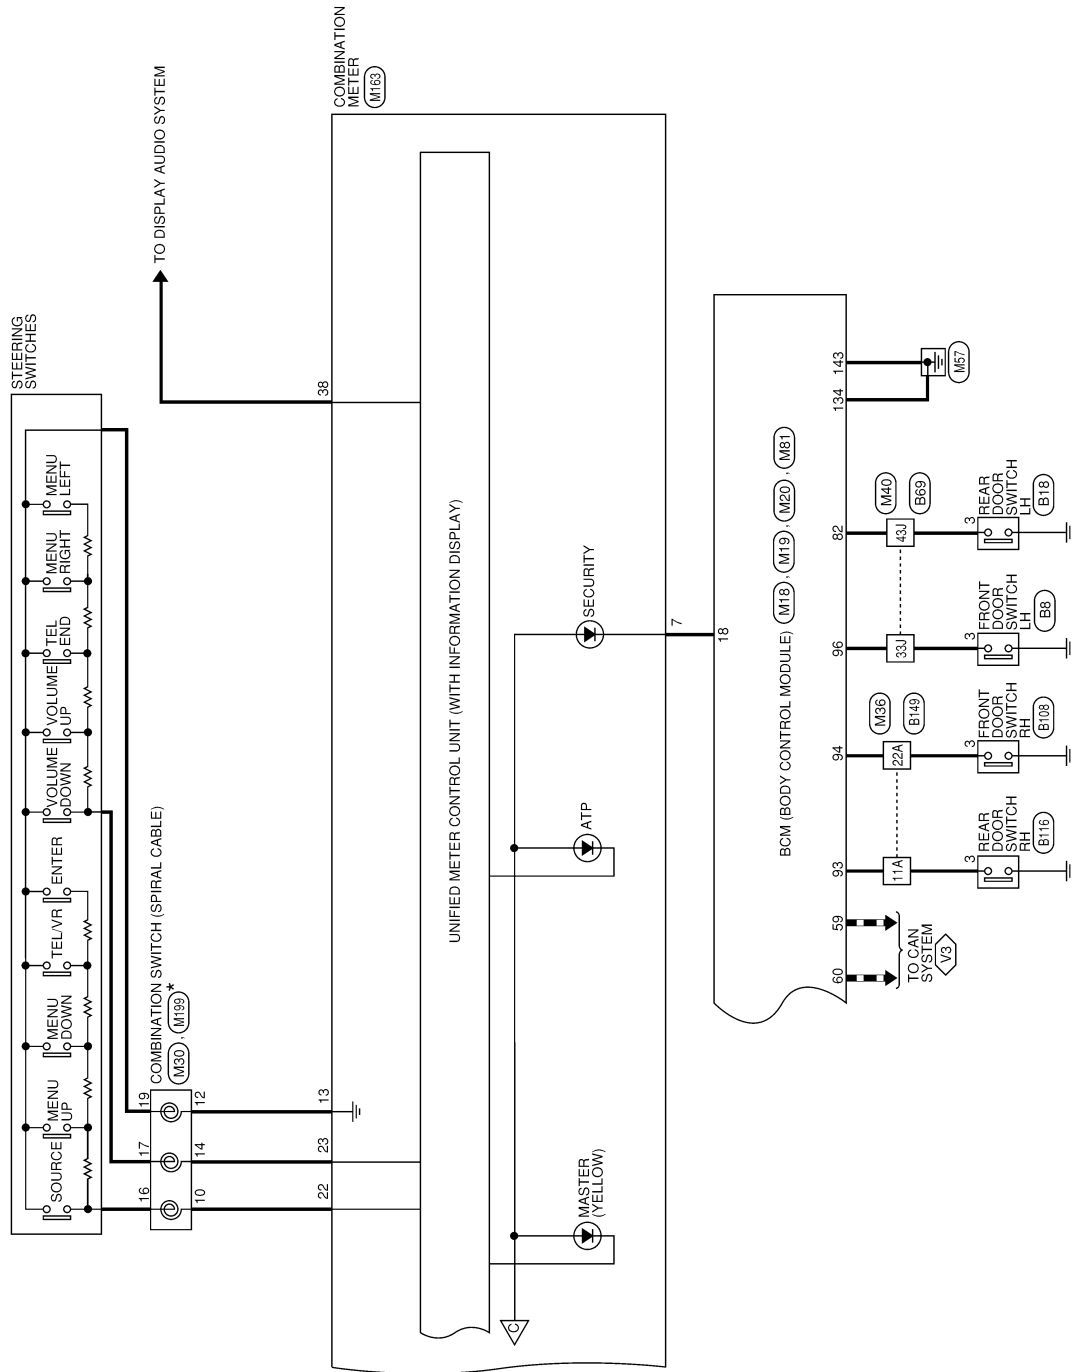 STEERING
SWITCHES
SOURCE
MENU
UP
MENU
DOWN
TEL/VR
ENTER
VOLUME
DOWN
VOLUME
UP
TEL
END
MENU
RIGHT
MENU
LEFT
TO DISPLAY AUDIO SYSTEM
16
17
19
COMBINATION SWITCH (SPIRAL CABLE)
M30 , M199 *
10
14
12
22
23
13
38
COMBINATION
METER
M163
UNIFIED METER CONTROL UNIT (WITH INFORMATION DISPLAY)
C
MASTER
(YELLOW)
ATP
SECURITY
7
18
BCM (BODY CONTROL MODULE) M18 , M19 , M20 , M81
60
59
93
94
96
82
134
143
TO CAN
SYSTEM
V3
11A
22A
M36
B149
33J
43J
M40
B69
M57
3
REAR
DOOR
SWITCH
RH
B116
3
FRONT
DOOR
SWITCH
RH
B108
3
FRONT
DOOR
SWITCH
LH
B8
3
REAR
DOOR
SWITCH
LH
B18